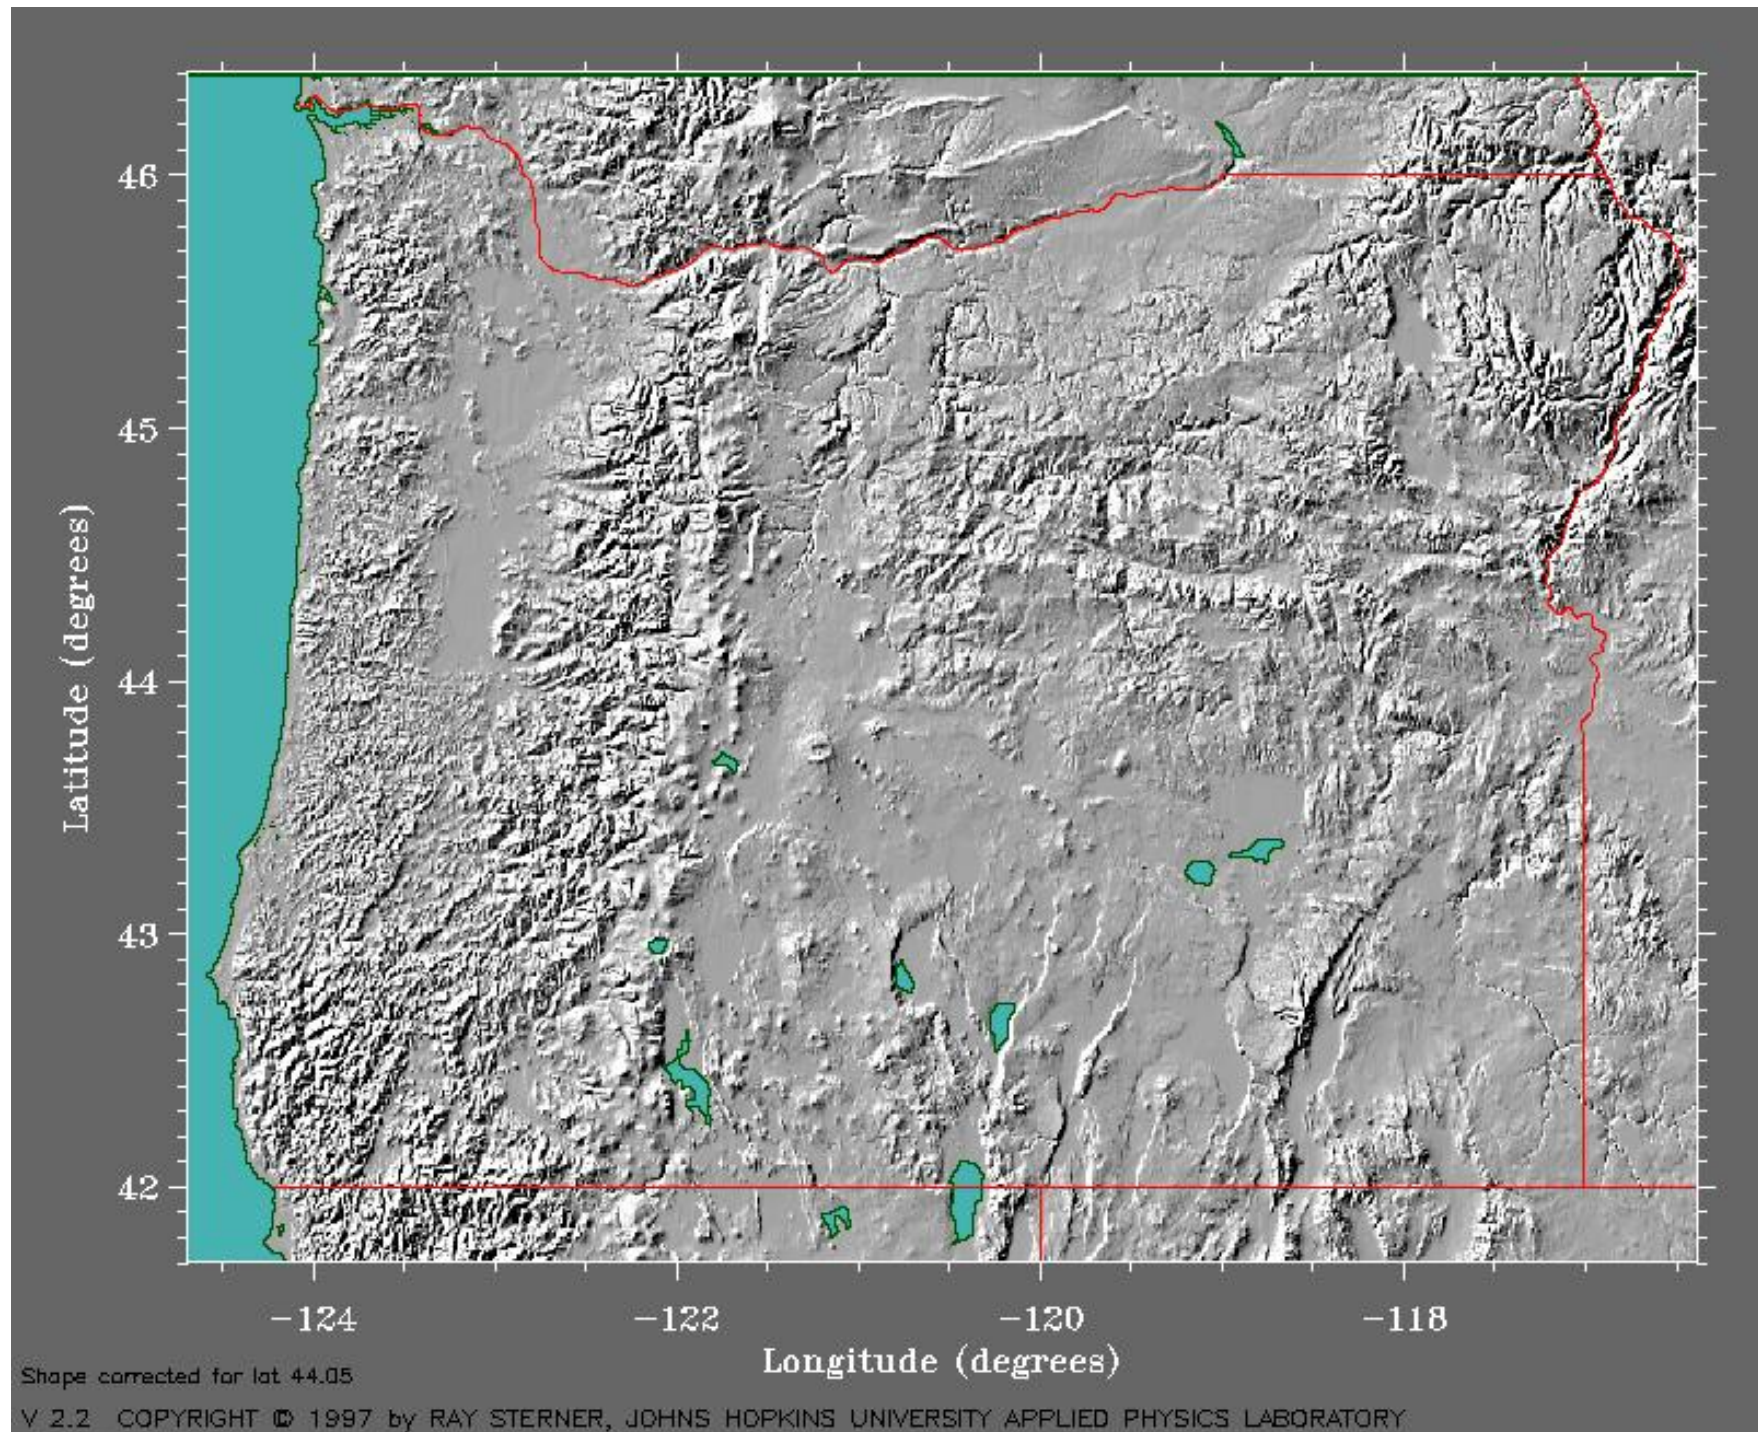 46
45
44
43
42
Latitude (degrees)
−124 −122 −120 −118
Longitude (degrees)
Shape corrected for lat 44.05
V 2.2 COPYRIGHT © 1997 by RAY STERNER, JOHNS HOPKINS UNIVERSITY APPLIED PHYSICS LABORATORY